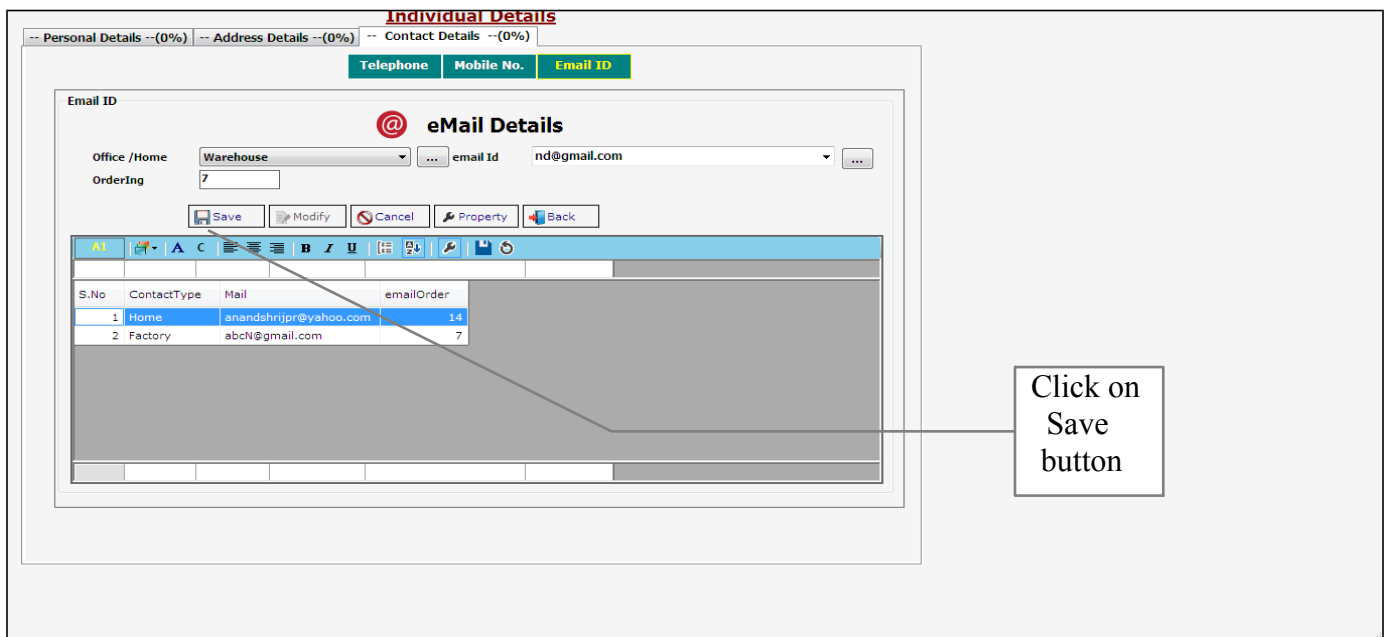 Individual Details
-- Personal Details --(0%) -- Address Details --(0%) -- Contact Details --(0%)
Telephone Mobile No. Email ID
Email ID
@ eMail Details
Office /Home Warehouse ... email Id nd@gmail.com ...
OrderIng 7
Save Modify Cancel Property Back
A1 A C B I U
S.No ContactType Mail emailOrder
1 Home anandshrijpr@yahoo.com 14
2 Factory abcN@gmail.com 7
Click on
Save
button